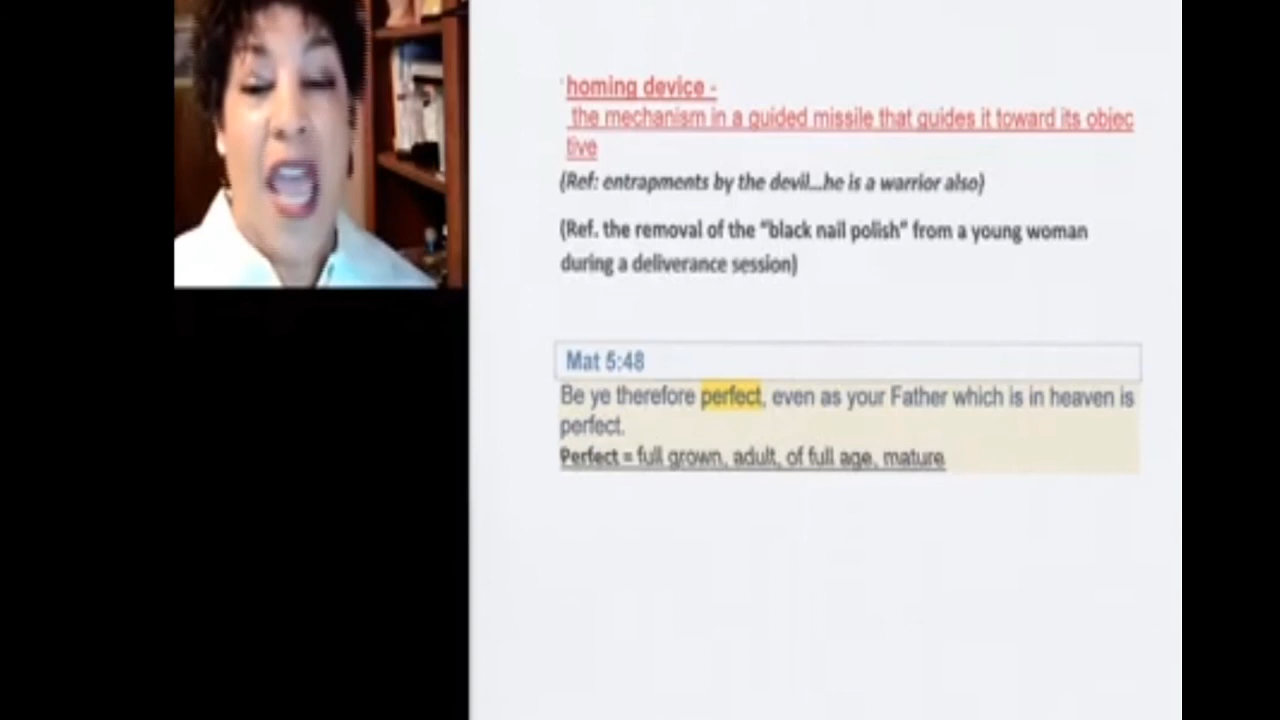 homing device -
the mechanism in a guided missile that guides it toward its objec
tive
(Ref: entrapments by the devil...he is a warrior also)
(Ref. the removal of the "black nail polish" from a young woman
during a deliverance session)
Mat 5:48
Be ye therefore perfect, even as your Father which is in heaven is
perfect.
Perfect = full grown, adult, of full age, mature